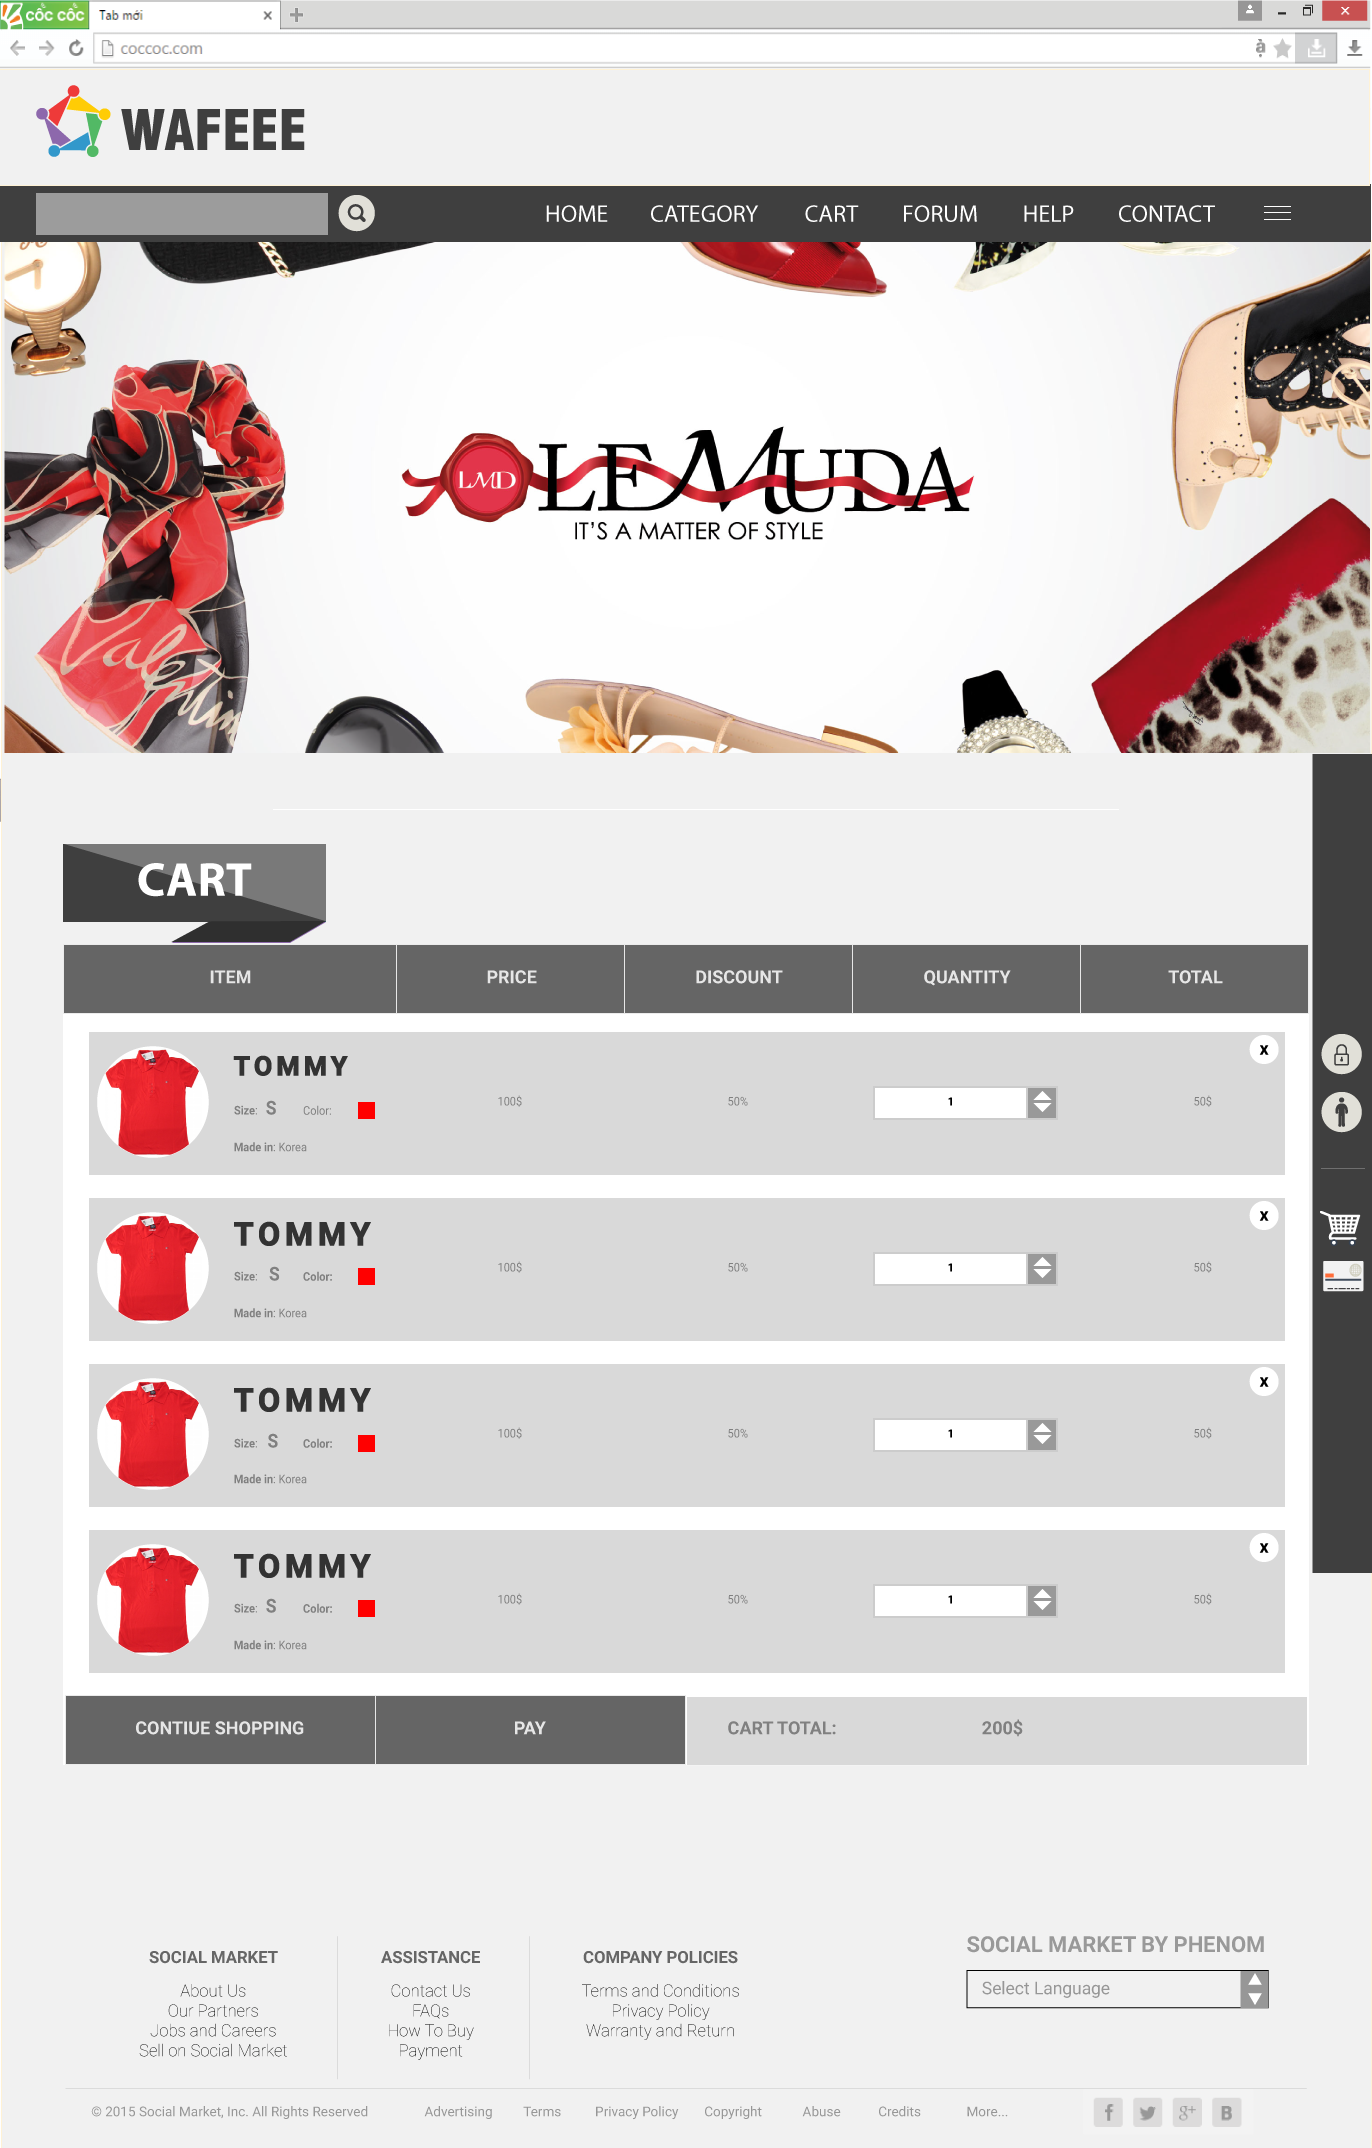 cốc cốc
Tab mới
coccoc.com
WAFEEE
HOME CATEGORY CART FORUM HELP CONTACT
LMD
LEMUDA
IT'S A MATTER OF STYLE
Valentin
CART
ITEM PRICE DISCOUNT QUANTITY TOTAL
X
TOMMY
Size: S Color:
100$ 50% 1 50$
Made in: Korea
X
TOMMY
Size: S Color:
100$ 50% 1 50$
Made in: Korea
X
TOMMY
Size: S Color:
100$ 50% 1 50$
Made in: Korea
X
TOMMY
Size: S Color:
100$ 50% 1 50$
Made in: Korea
CONTIUE SHOPPING PAY CART TOTAL: 200$
SOCIAL MARKET
About Us
Our Partners
Jobs and Careers
Sell on Social Market
ASSISTANCE
Contact Us
FAQs
How To Buy
Payment
COMPANY POLICIES
Terms and Conditions
Privacy Policy
Warranty and Return
SOCIAL MARKET BY PHENOM
Select Language
© 2015 Social Market, Inc. All Rights Reserved Advertising Terms Privacy Policy Copyright Abuse Credits More...
f g+ B